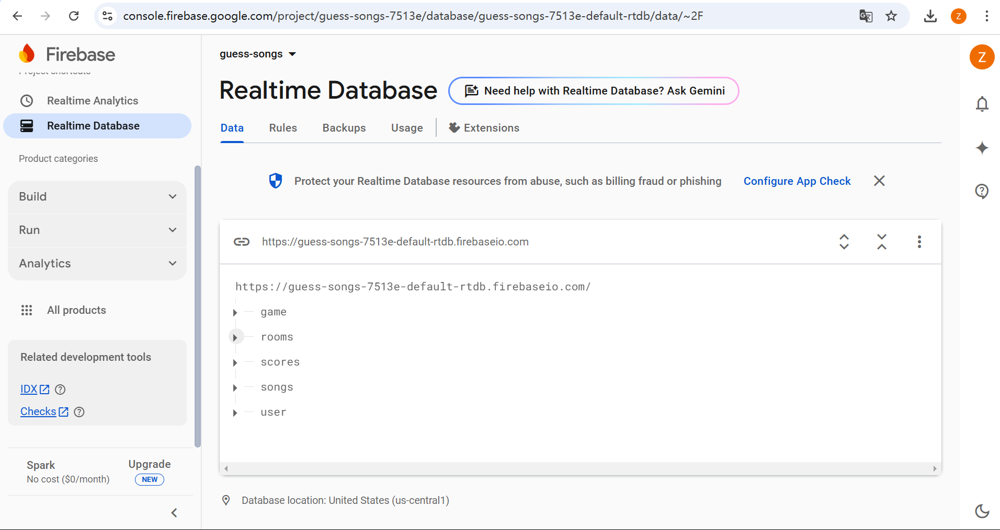 console.firebase.google.com/project/guess-songs-7513e/database/guess-songs-7513e-default-rtdb/data/~2F
Z
Firebase
Project shortcuts
Realtime Analytics
Realtime Database
Product categories
Build
Run
Analytics
All products
Related development tools
IDX
Checks
Spark
No cost ($0/month)
Upgrade
NEW
guess-songs
Realtime Database
Need help with Realtime Database? Ask Gemini
Data Rules Backups Usage Extensions
Protect your Realtime Database resources from abuse, such as billing fraud or phishing Configure App Check
https://guess-songs-7513e-default-rtdb.firebaseio.com
https://guess-songs-7513e-default-rtdb.firebaseio.com/
game
rooms
scores
songs
user
Database location: United States (us-central1)
Z